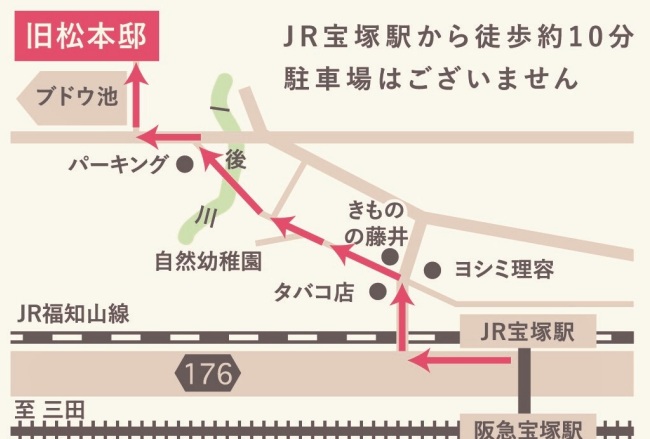 旧松本邸
JR宝塚駅から徒歩約10分
駐車場はございません
ブドウ池
パーキング
一
後
川
きもの
の藤井
自然幼稚園
ヨシミ理容
タバコ店
JR福知山線
JR宝塚駅
176
至 三田
阪急宝塚駅